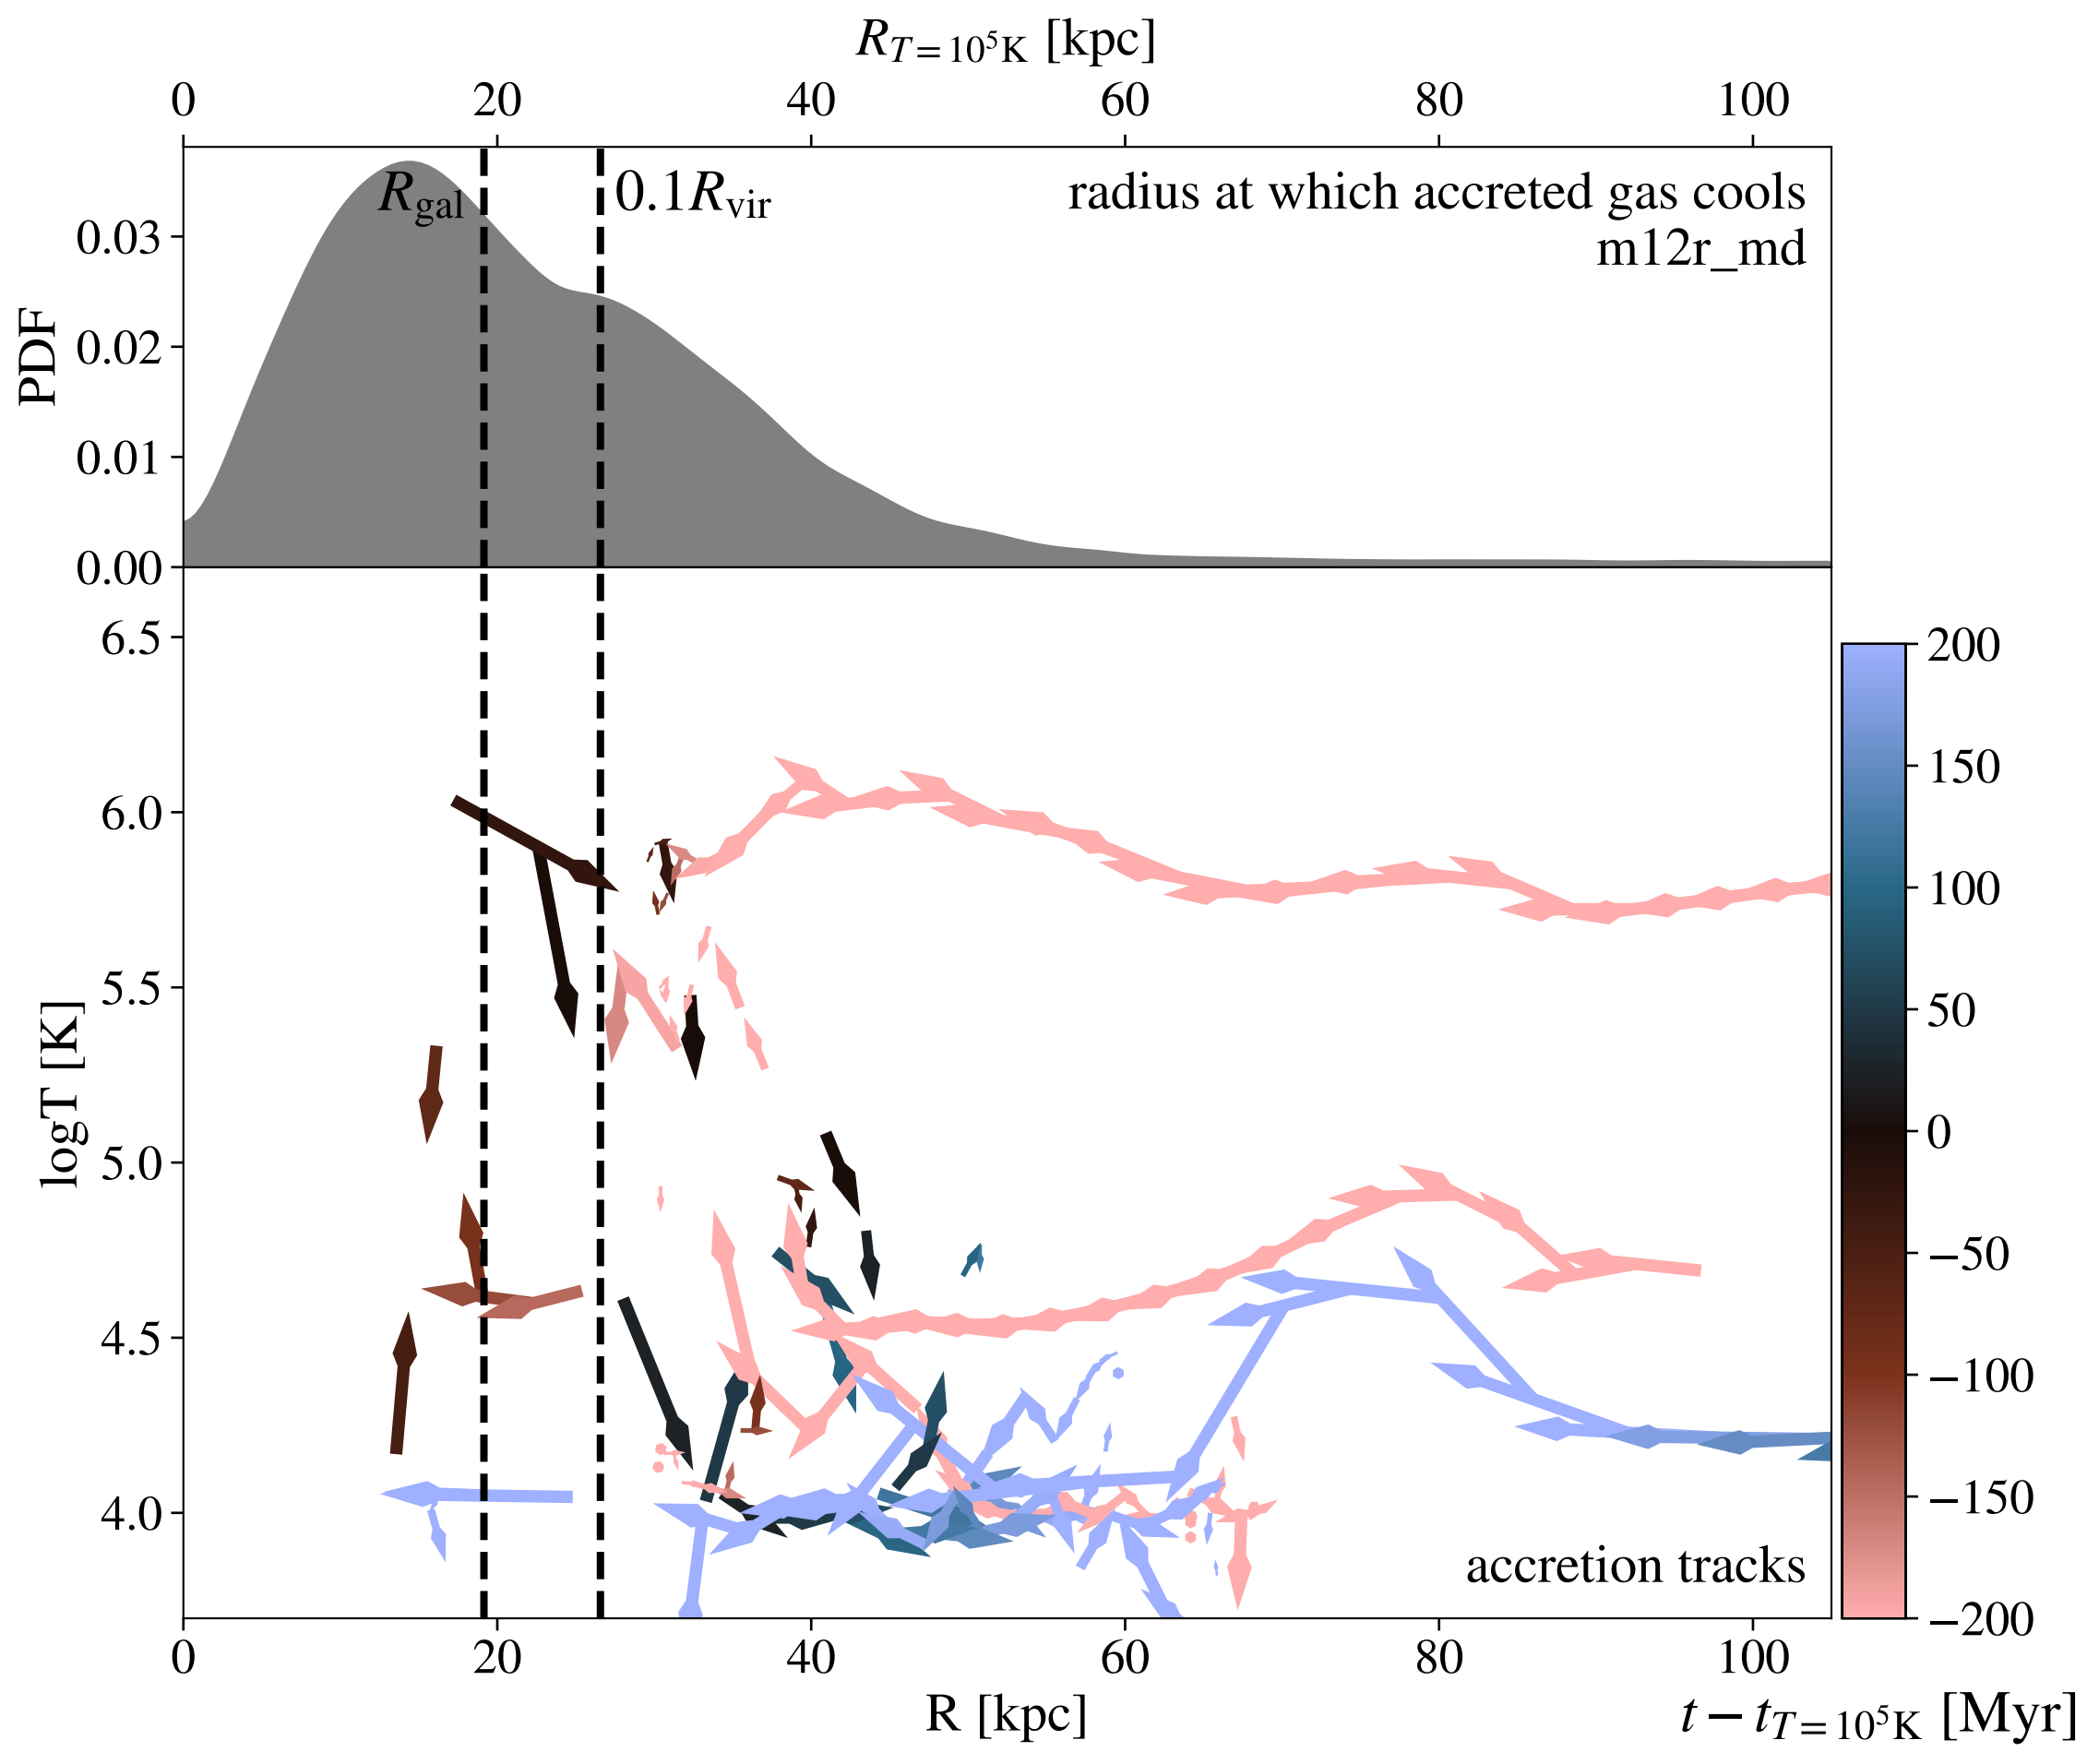 R_{T=10^5K} [kpc]
0 20 40 60 80 100
R_gal 0.1R_vir radius at which accreted gas cools
m12r_md
PDF
0.03
0.02
0.01
0.00
logT [K]
6.5
6.0
5.5
5.0
4.5
4.0
accretion tracks
0 20 40 60 80 100
R [kpc]
200
150
100
50
0
−50
−100
−150
−200
t − t_{T=10^5K} [Myr]